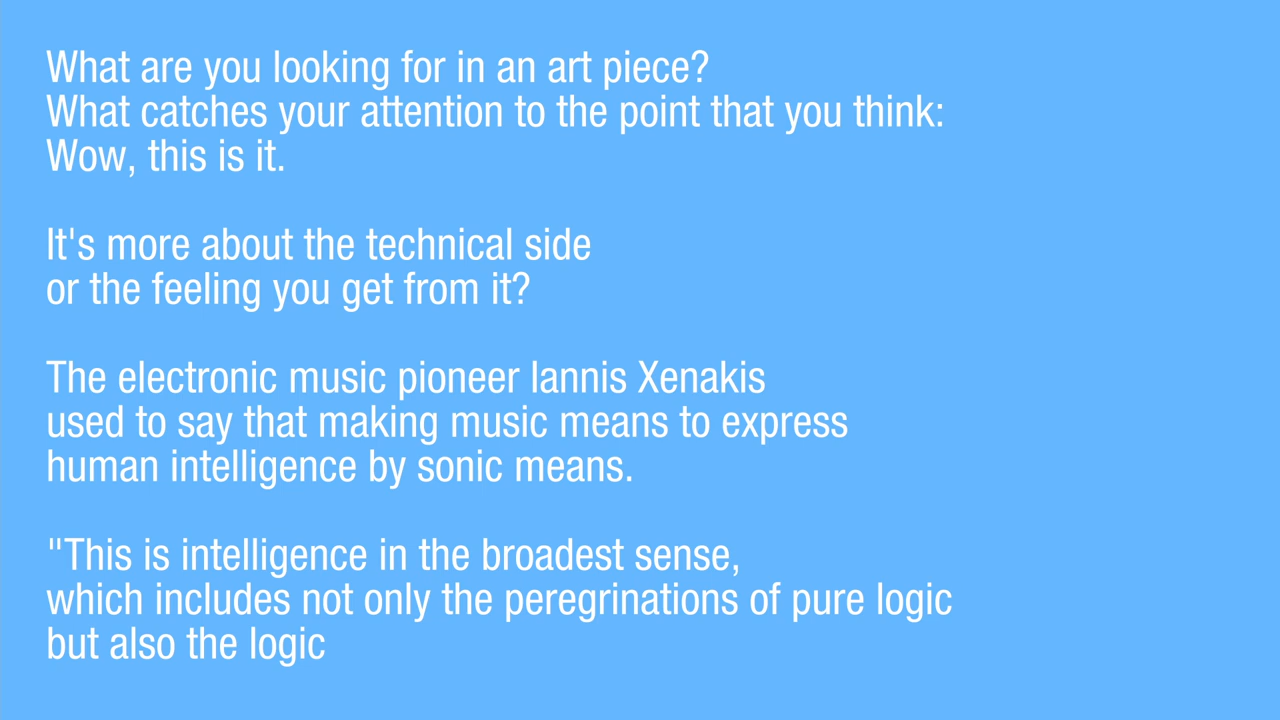 What are you looking for in an art piece?
What catches your attention to the point that you think:
Wow, this is it.
It's more about the technical side
or the feeling you get from it?
The electronic music pioneer Iannis Xenakis
used to say that making music means to express
human intelligence by sonic means.
"This is intelligence in the broadest sense,
which includes not only the peregrinations of pure logic
but also the logic